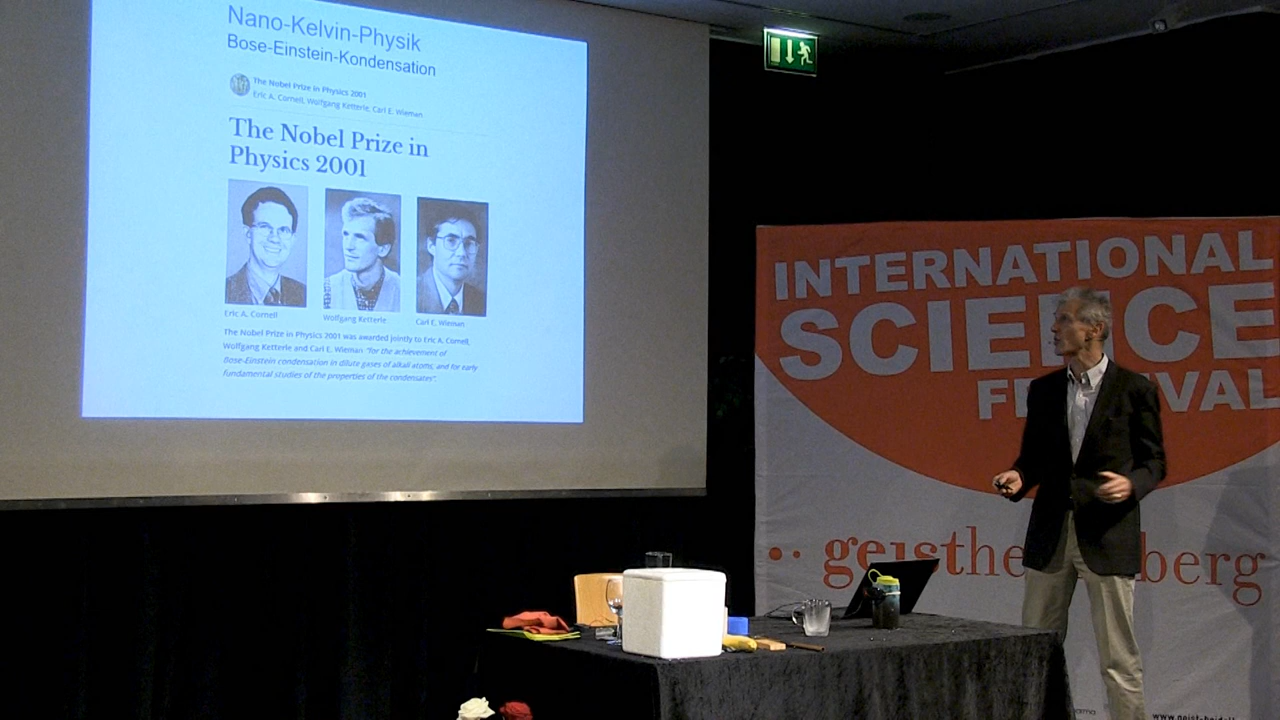 Nano-Kelvin-Physik
Bose-Einstein-Kondensation
The Nobel Prize in Physics 2001
Eric A. Cornell, Wolfgang Ketterle, Carl E. Wieman
The Nobel Prize in
Physics 2001
Eric A. Cornell
Wolfgang Ketterle
Carl E. Wieman
The Nobel Prize in Physics 2001 was awarded jointly to Eric A. Cornell,
Wolfgang Ketterle and Carl E. Wieman "for the achievement of
Bose-Einstein condensation in dilute gases of alkali atoms, and for early
fundamental studies of the properties of the condensates".
INTERNATIONAL
SCIENCE
F VAL
geisthe berg